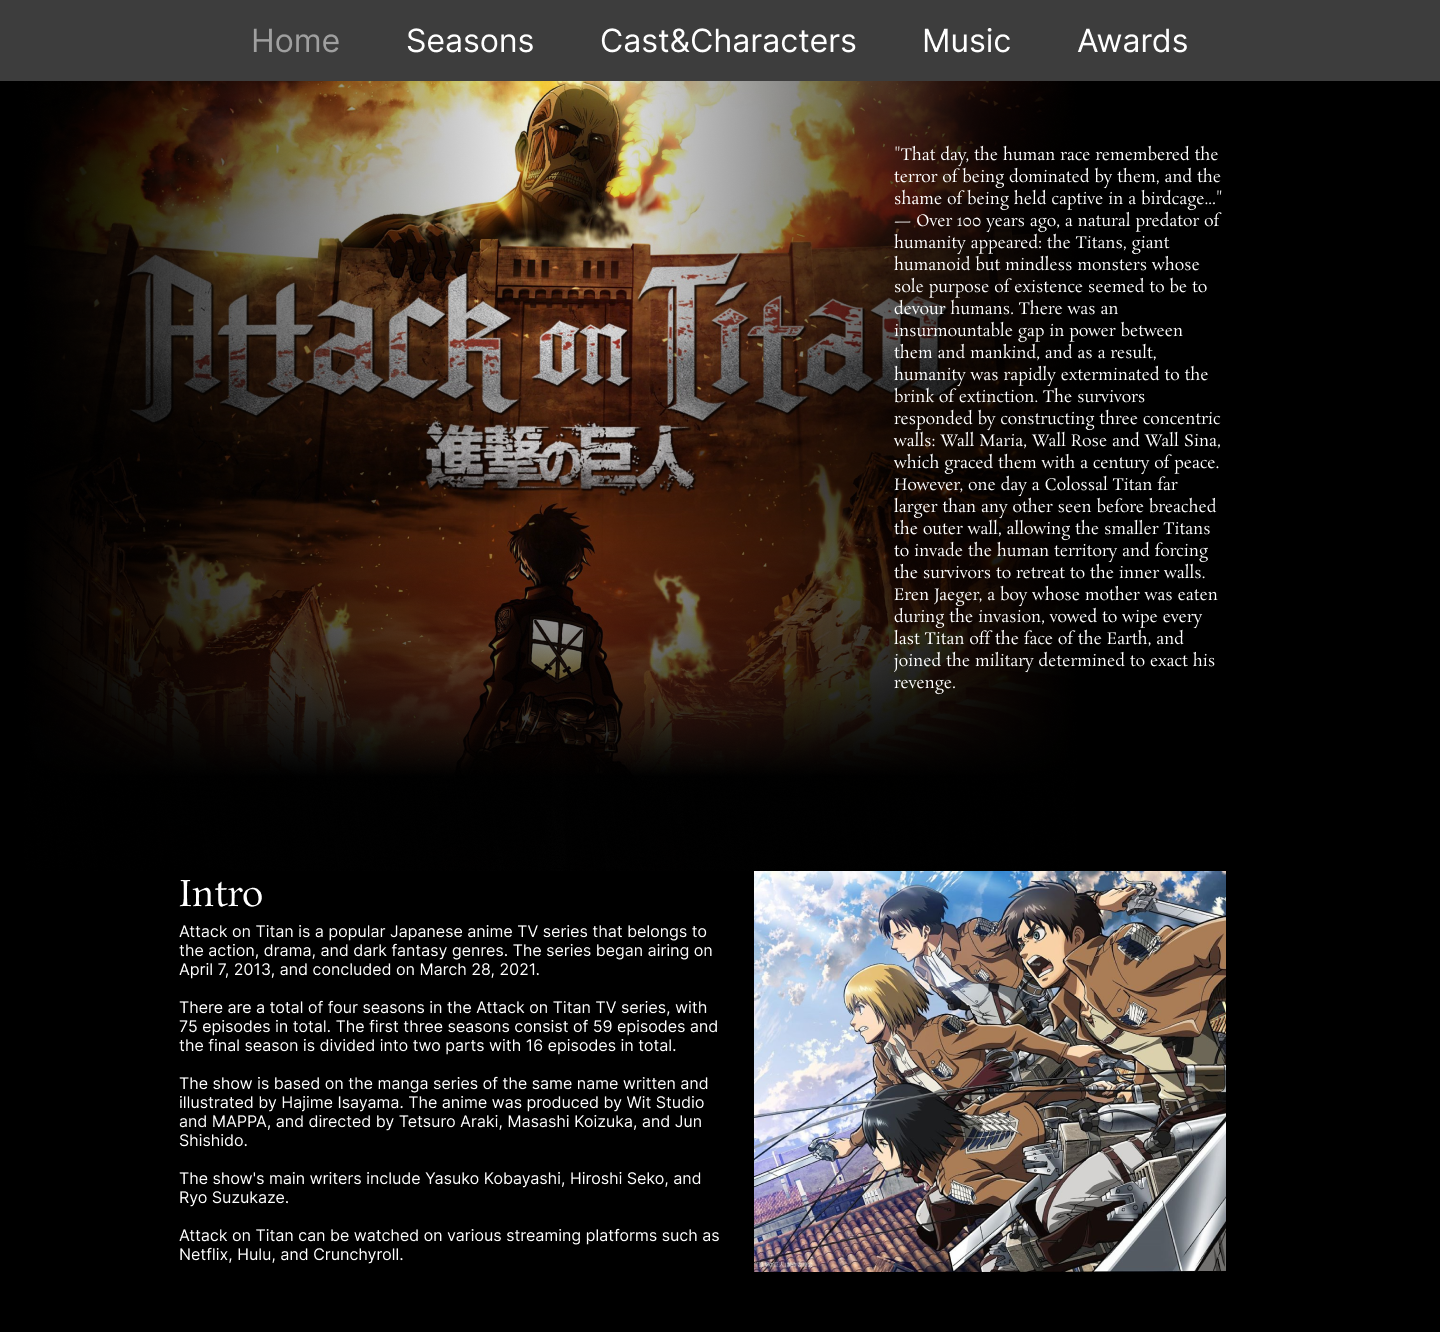 Home Seasons Cast&Characters Music Awards
Attack on Titan
進撃の巨人
"That day, the human race remembered the
terror of being dominated by them, and the
shame of being held captive in a birdcage..."
— Over 100 years ago, a natural predator of
humanity appeared: the Titans, giant
humanoid but mindless monsters whose
sole purpose of existence seemed to be to
devour humans. There was an
insurmountable gap in power between
them and mankind, and as a result,
humanity was rapidly exterminated to the
brink of extinction. The survivors
responded by constructing three concentric
walls: Wall Maria, Wall Rose and Wall Sina,
which graced them with a century of peace.
However, one day a Colossal Titan far
larger than any other seen before breached
the outer wall, allowing the smaller Titans
to invade the human territory and forcing
the survivors to retreat to the inner walls.
Eren Jaeger, a boy whose mother was eaten
during the invasion, vowed to wipe every
last Titan off the face of the Earth, and
joined the military determined to exact his
revenge.
Intro
Attack on Titan is a popular Japanese anime TV series that belongs to
the action, drama, and dark fantasy genres. The series began airing on
April 7, 2013, and concluded on March 28, 2021.
There are a total of four seasons in the Attack on Titan TV series, with
75 episodes in total. The first three seasons consist of 59 episodes and
the final season is divided into two parts with 16 episodes in total.
The show is based on the manga series of the same name written and
illustrated by Hajime Isayama. The anime was produced by Wit Studio
and MAPPA, and directed by Tetsuro Araki, Masashi Koizuka, and Jun
Shishido.
The show's main writers include Yasuko Kobayashi, Hiroshi Seko, and
Ryo Suzukaze.
Attack on Titan can be watched on various streaming platforms such as
Netflix, Hulu, and Crunchyroll.